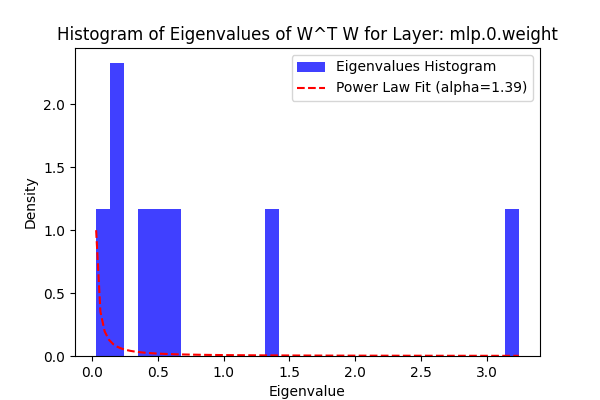 Histogram of Eigenvalues of W^T W for Layer: mlp.0.weight
Eigenvalues Histogram
Power Law Fit (alpha=1.39)
Density
2.0
1.5
1.0
0.5
0.0
0.0 0.5 1.0 1.5 2.0 2.5 3.0
Eigenvalue